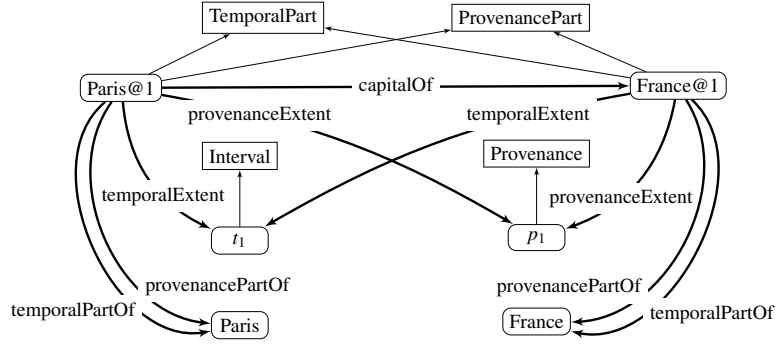 TemporalPart
ProvenancePart
Paris@1
capitalOf
France@1
provenanceExtent
temporalExtent
Interval
Provenance
temporalExtent
provenanceExtent
t₁
p₁
provenancePartOf
provenancePartOf
temporalPartOf
temporalPartOf
Paris
France